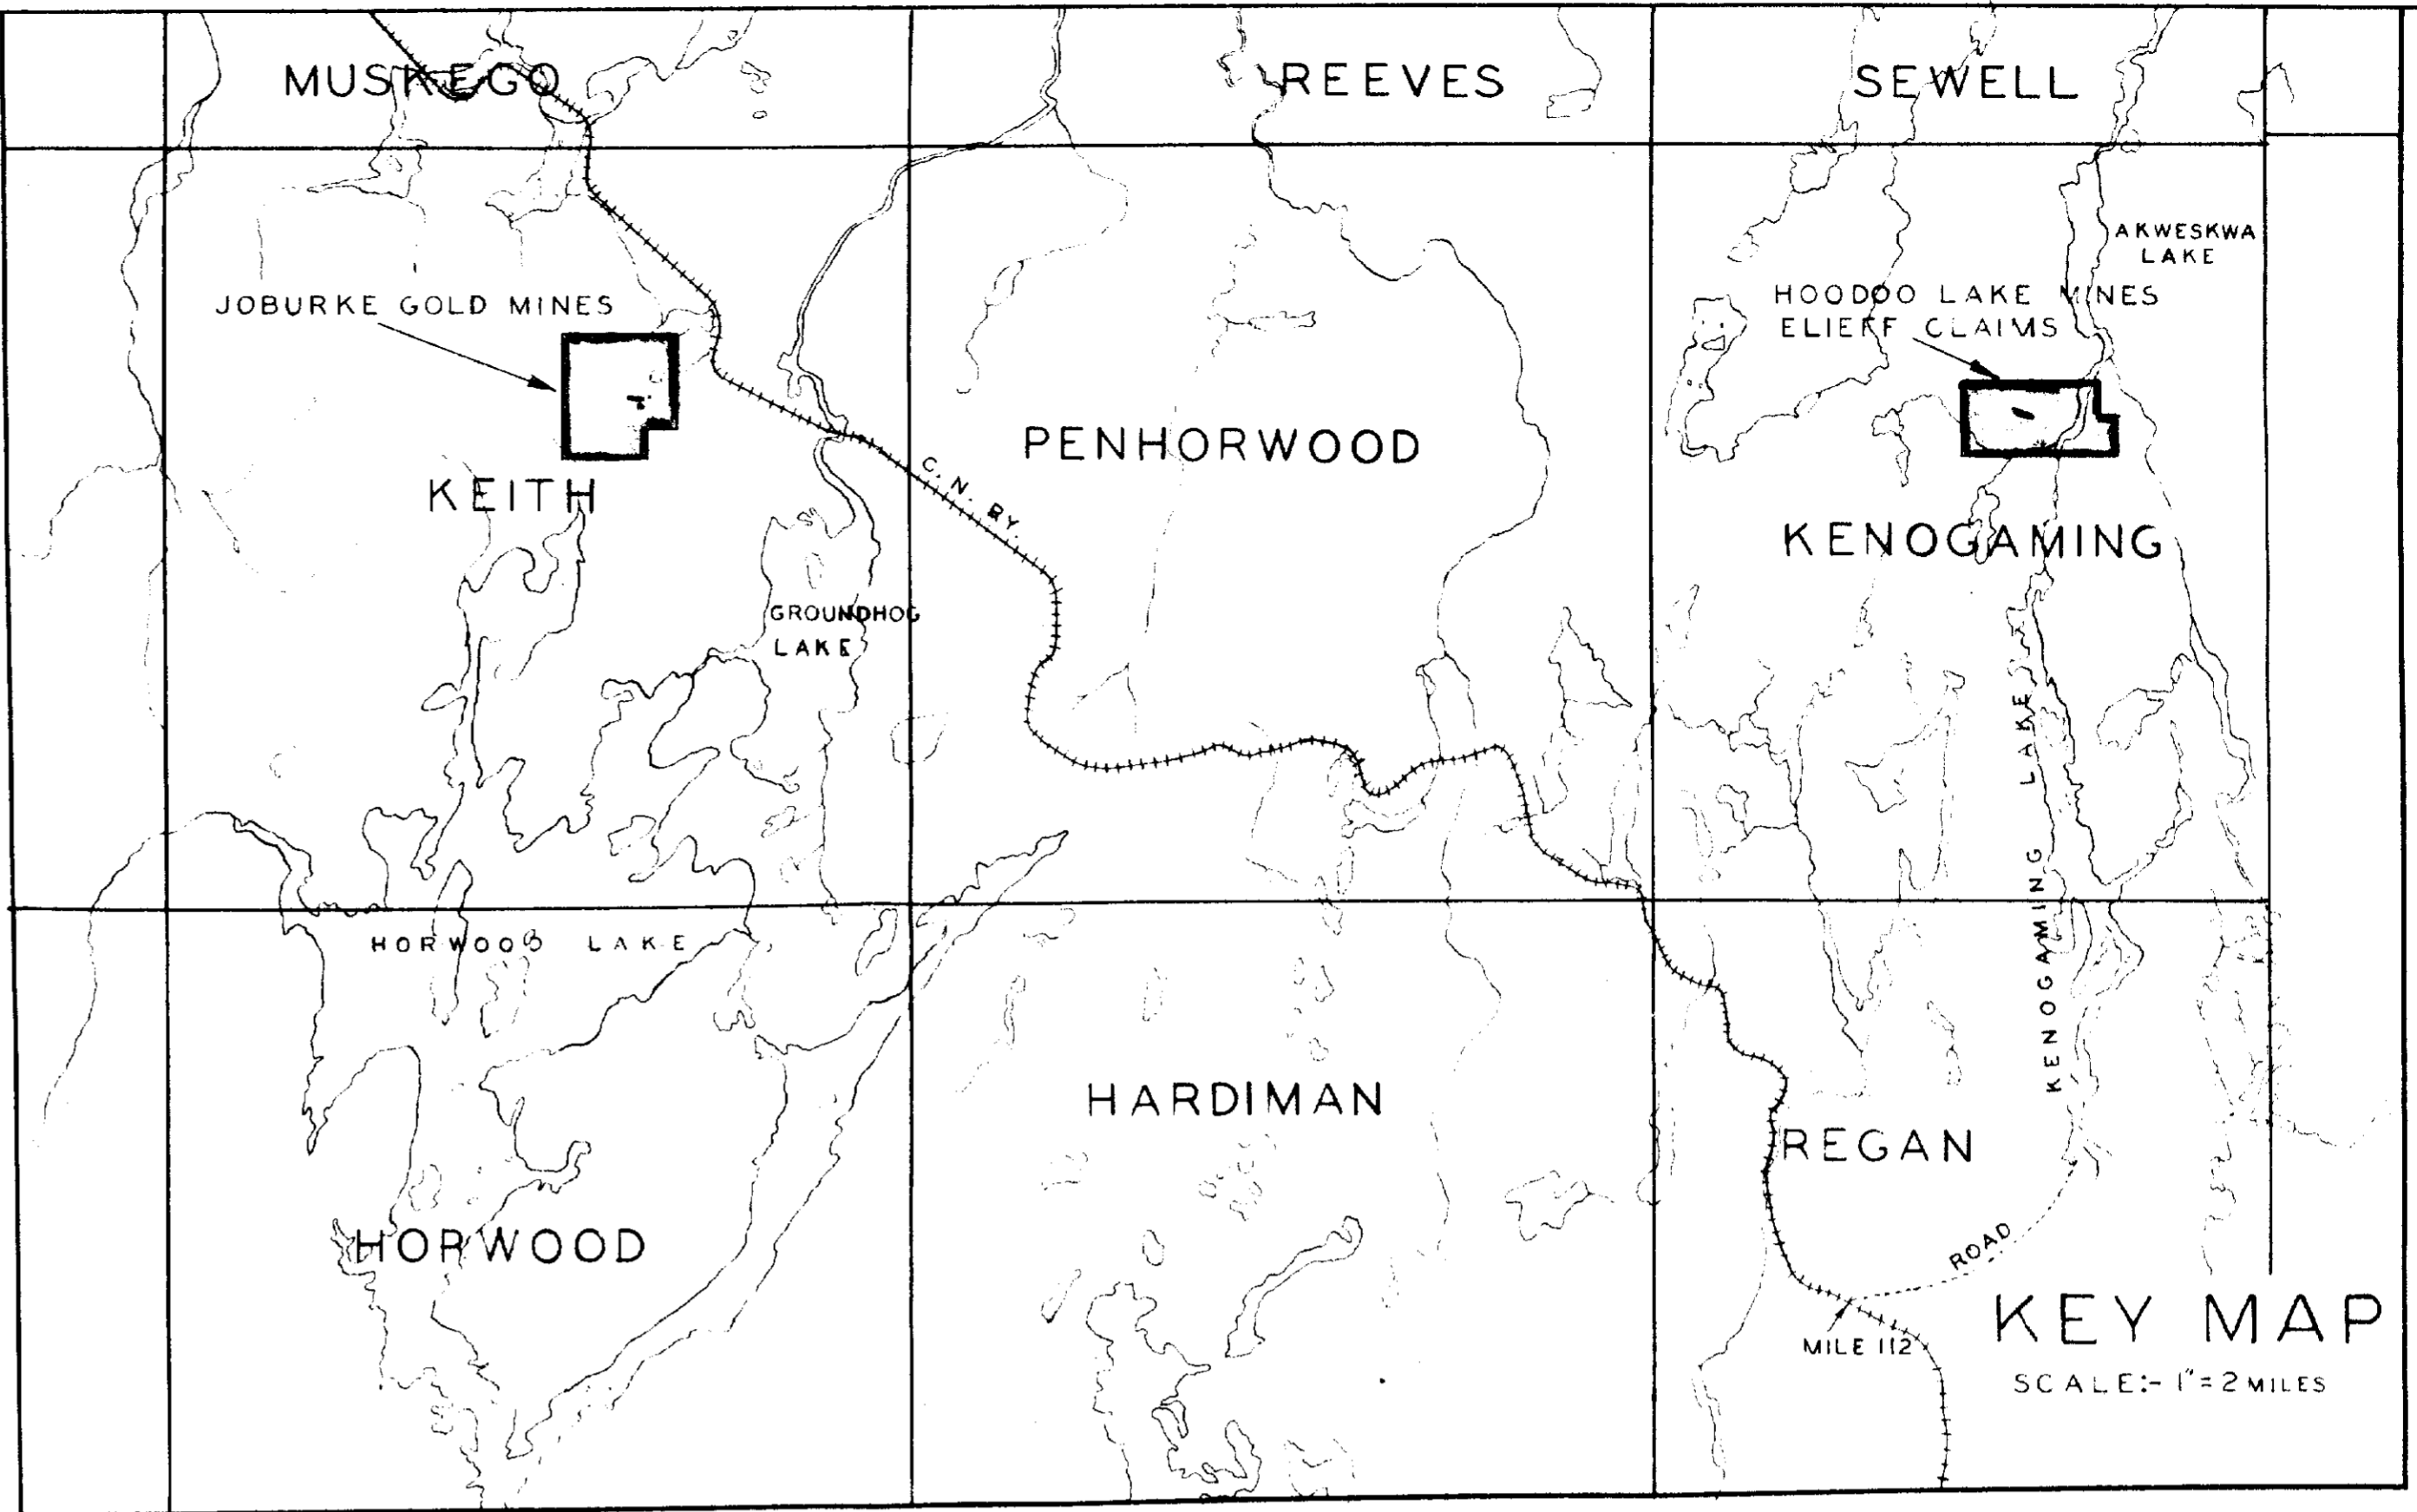 MUSKEGO
REEVES
SEWELL
AKWESKWA
LAKE
JOBURKE GOLD MINES
HOODOO LAKE MINES
ELIEFF CLAIMS
PENHORWOOD
C. N. RY.
KEITH
KENOGAMING
GROUNDHOG
LAKE
KENOGAMING LAKE
HORWOOD LAKE
HARDIMAN
REGAN
HORWOOD
ROAD
MILE 112
KEY MAP
SCALE:- 1"= 2 MILES